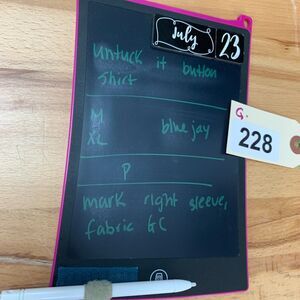 July 23
untuck it button
shirt
G.
228
M
XL
blue jay
P
mark right sleeve,
fabric GC